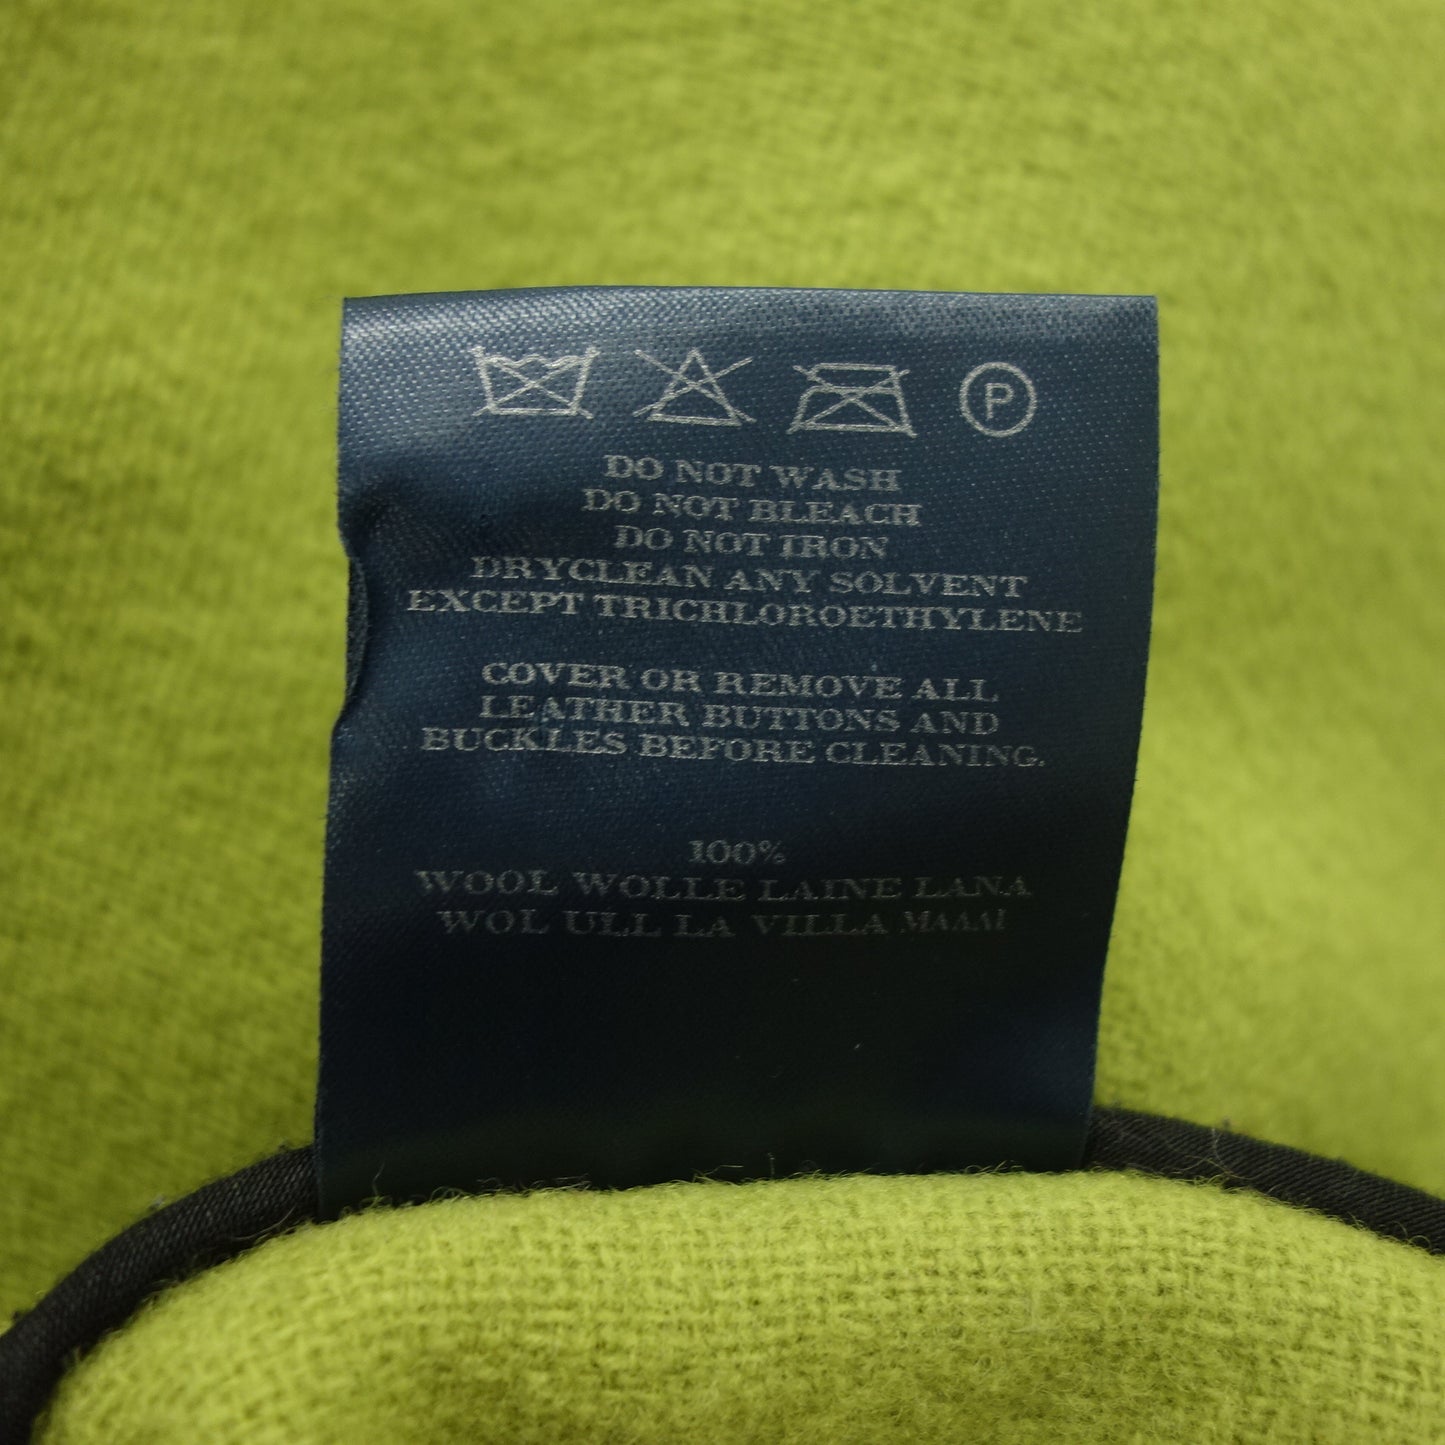 P
DO NOT WASH
DO NOT BLEACH
DO NOT IRON
DRYCLEAN ANY SOLVENT
EXCEPT TRICHLOROETHYLENE
COVER OR REMOVE ALL
LEATHER BUTTONS AND
BUCKLES BEFORE CLEANING.
100%
WOOL WOLLE LAINE LANA
WOL ULL LA VILLA